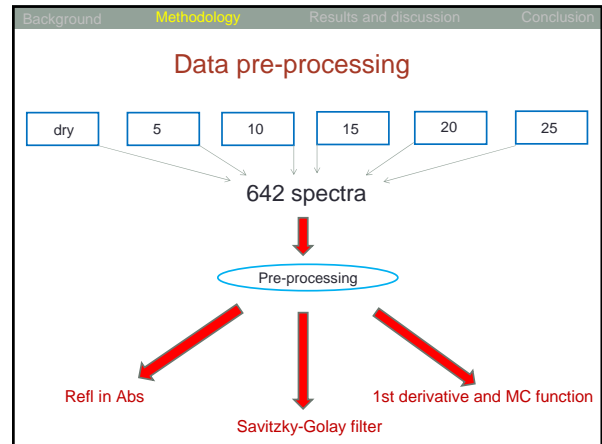 Background Methodology Results and discussion Conclusion
Data pre-processing
dry 5 10 15 20 25
642 spectra
Pre-processing
Refl in Abs 1st derivative and MC function
Savitzky-Golay filter